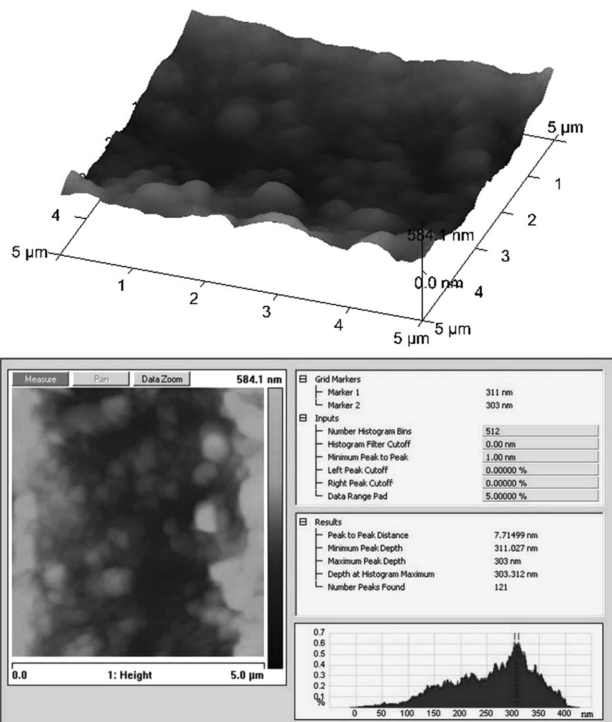 5 µm
1
2
3
4
584.1 nm
0.0 nm
4
5 µm
1
2
3
4
5 µm
5 µm
Measure
Pan
Data Zoom
584.1 nm
0.0
1: Height
5.0 µm
Grid Markers
Marker 1 311 nm
Marker 2 303 nm
Inputs
Number Histogram Bins 512
Histogram Filter Cutoff 0.00 nm
Minimum Peak to Peak 1.00 nm
Left Peak Cutoff 0.00000 %
Right Peak Cutoff 0.00000 %
Data Range Pad 5.00000 %
Results
Peak to Peak Distance 7.71499 nm
Minimum Peak Depth 311.027 nm
Maximum Peak Depth 303 nm
Depth at Histogram Maximum 303.312 nm
Number Peaks Found 121
0.7
0.6
0.5
0.4
0.3
0.2
0.1
%
0 50 100 150 200 250 300 350 400 nm